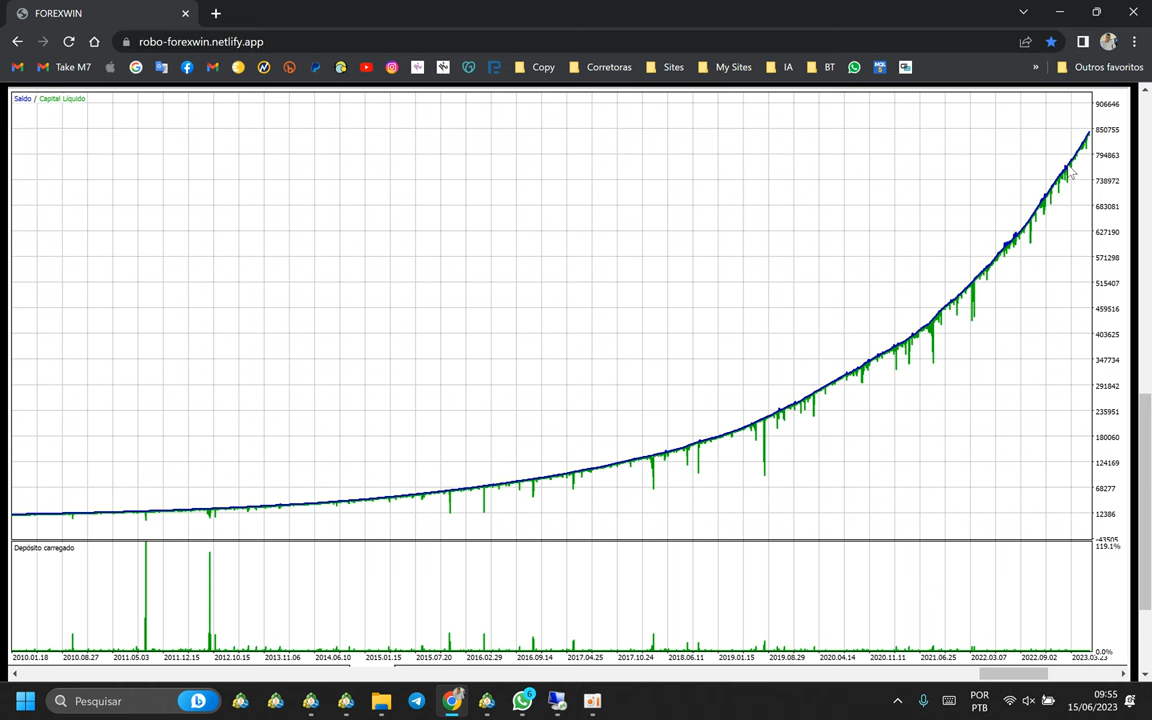 FOREXWIN
robo-forexwin.netlify.app
Take M7
Copy
Corretoras
Sites
My Sites
IA
BT
»
Outros favoritos
Saldo / Capital Líquido
906646
850755
794863
738972
683081
627190
571298
515407
459516
403625
347734
291842
235951
180060
124169
68277
12386
-43505
Depósito carregado
119.1%
0.0%
2010.01.18 2010.08.27 2011.05.03 2011.12.15 2012.10.15 2013.11.06 2014.06.10 2015.01.15 2015.07.20 2016.02.29 2016.09.14 2017.04.25 2017.10.24 2018.06.11 2019.01.15 2019.08.29 2020.04.14 2020.11.11 2021.06.25 2022.03.07 2022.09.02 2023.03.23
Pesquisar
6
POR
PTB
09:55
15/06/2023